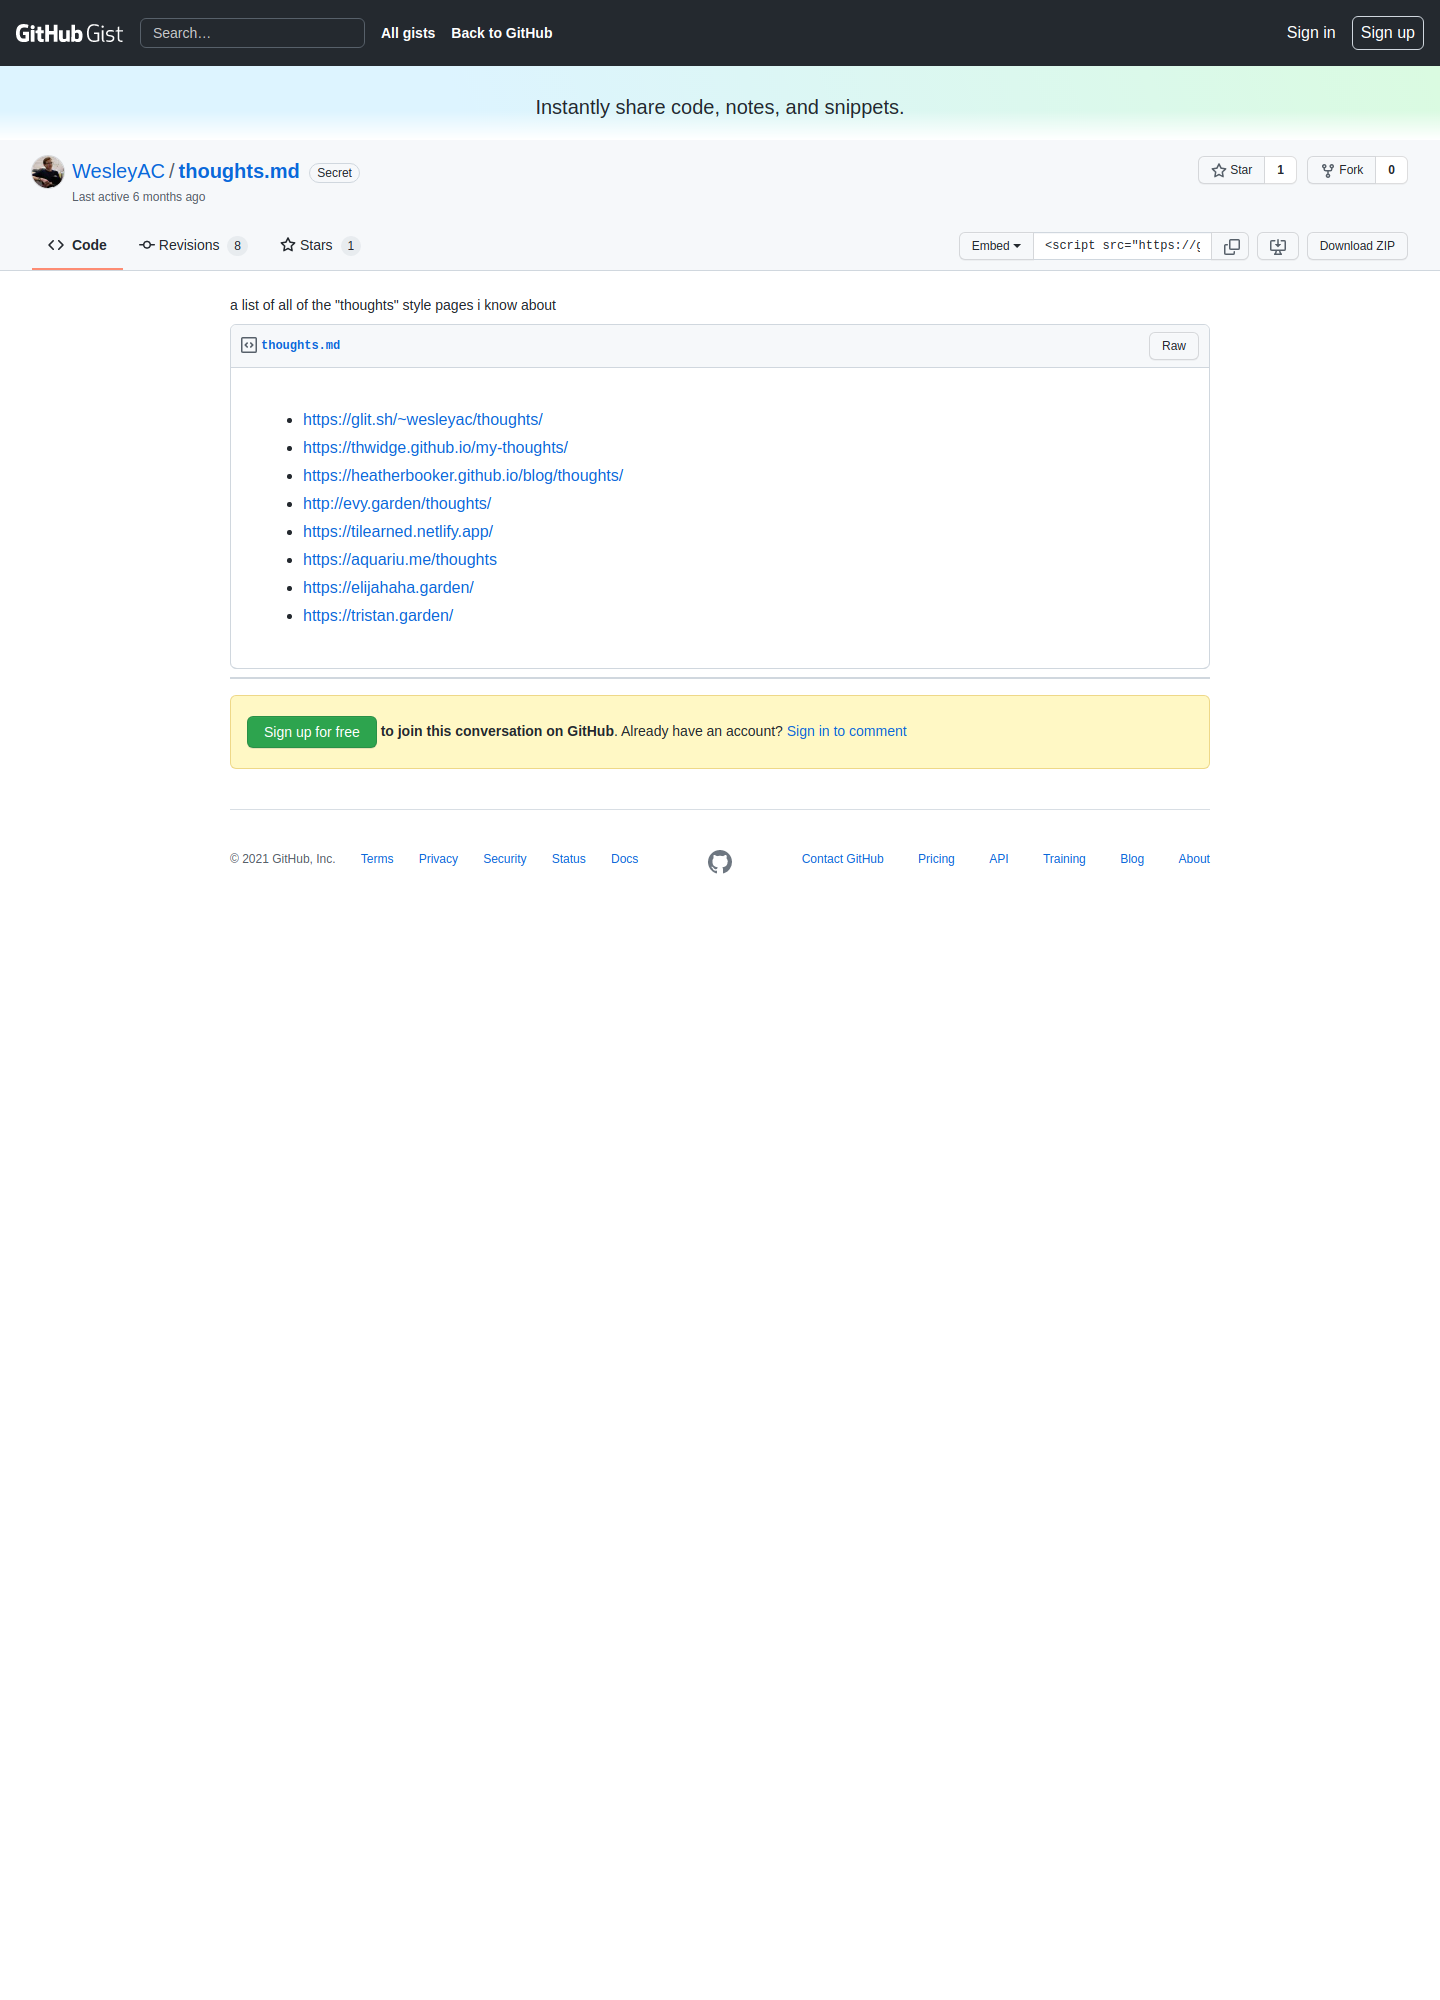 GitHub Gist Search… All gists Back to GitHub Sign in Sign up
Instantly share code, notes, and snippets.
WesleyAC / thoughts.md Secret Star 1 Fork 0
Last active 6 months ago
Code Revisions 8 Stars 1 Embed <script src="https://g Download ZIP
a list of all of the "thoughts" style pages i know about
thoughts.md Raw
https://glit.sh/~wesleyac/thoughts/
https://thwidge.github.io/my-thoughts/
https://heatherbooker.github.io/blog/thoughts/
http://evy.garden/thoughts/
https://tilearned.netlify.app/
https://aquariu.me/thoughts
https://elijahaha.garden/
https://tristan.garden/
Sign up for free to join this conversation on GitHub. Already have an account? Sign in to comment
© 2021 GitHub, Inc. Terms Privacy Security Status Docs Contact GitHub Pricing API Training Blog About